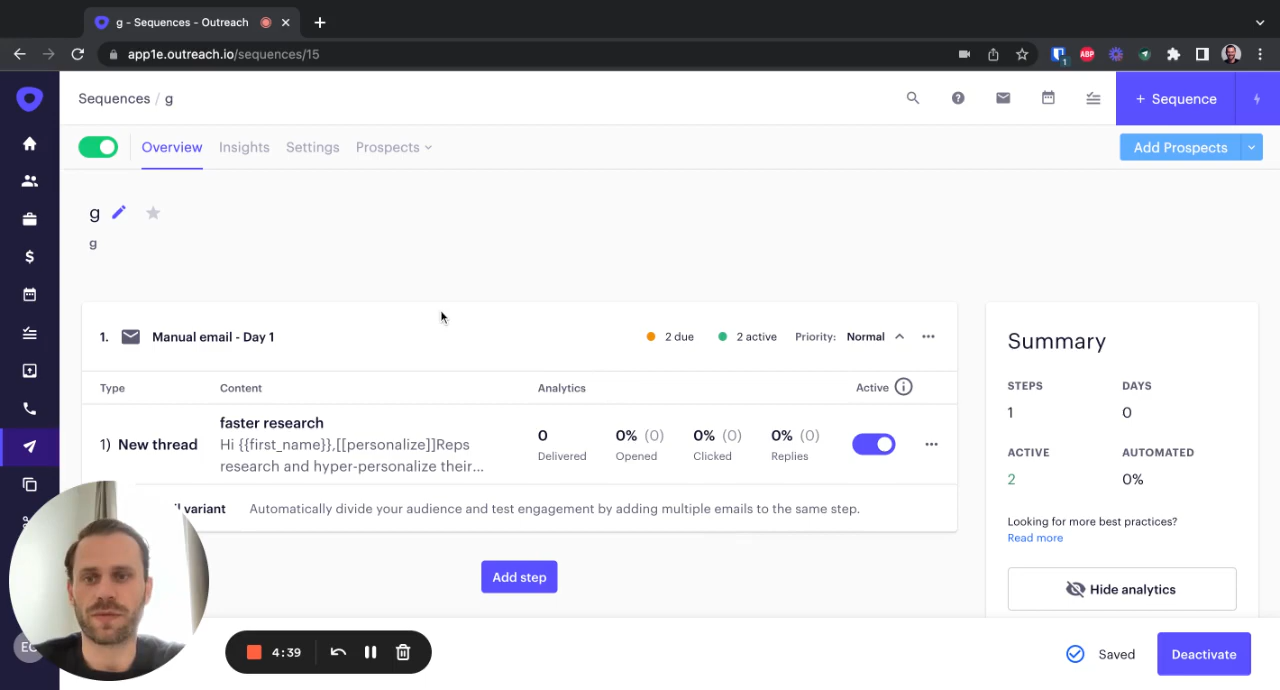 g - Sequences - Outreach
app1e.outreach.io/sequences/15
1
ABP
Sequences / g
+ Sequence
Overview
Insights
Settings
Prospects
Add Prospects
g
g
1. Manual email - Day 1
2 due
2 active
Priority: Normal
Type
Content
Analytics
Active
1) New thread
faster research
Hi {{first_name}},[[personalize]]Reps
research and hyper-personalize their...
0
Delivered
0% (0)
Opened
0% (0)
Clicked
0% (0)
Replies
variant
Automatically divide your audience and test engagement by adding multiple emails to the same step.
Add step
Summary
STEPS
DAYS
1
0
ACTIVE
AUTOMATED
2
0%
Looking for more best practices?
Read more
Hide analytics
4:39
Saved
Deactivate